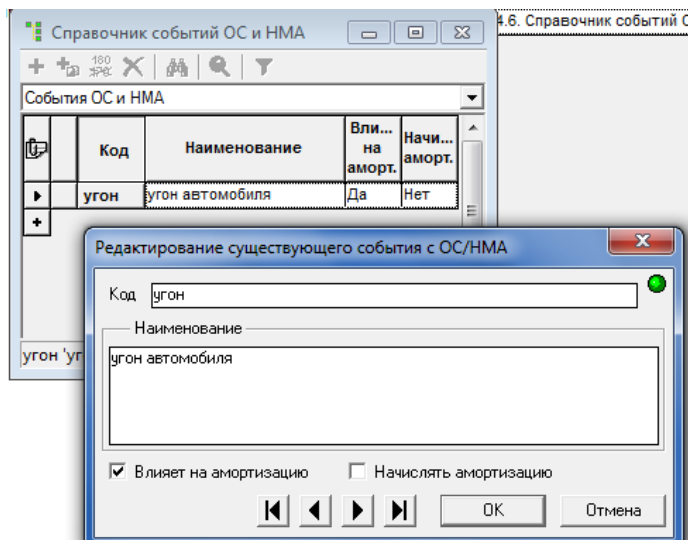 4.6. Справочник событий О
Справочник событий ОС и НМА
180
События ОС и НМА
Код
Наименование
Вли... на аморт.
Начи... аморт.
угон
угон автомобиля
Да
Нет
Редактирование существующего события с ОС/НМА
Код
угон
Наименование
угон автомобиля
угон 'уг
Влияет на амортизацию
Начислять амортизацию
OK
Отмена